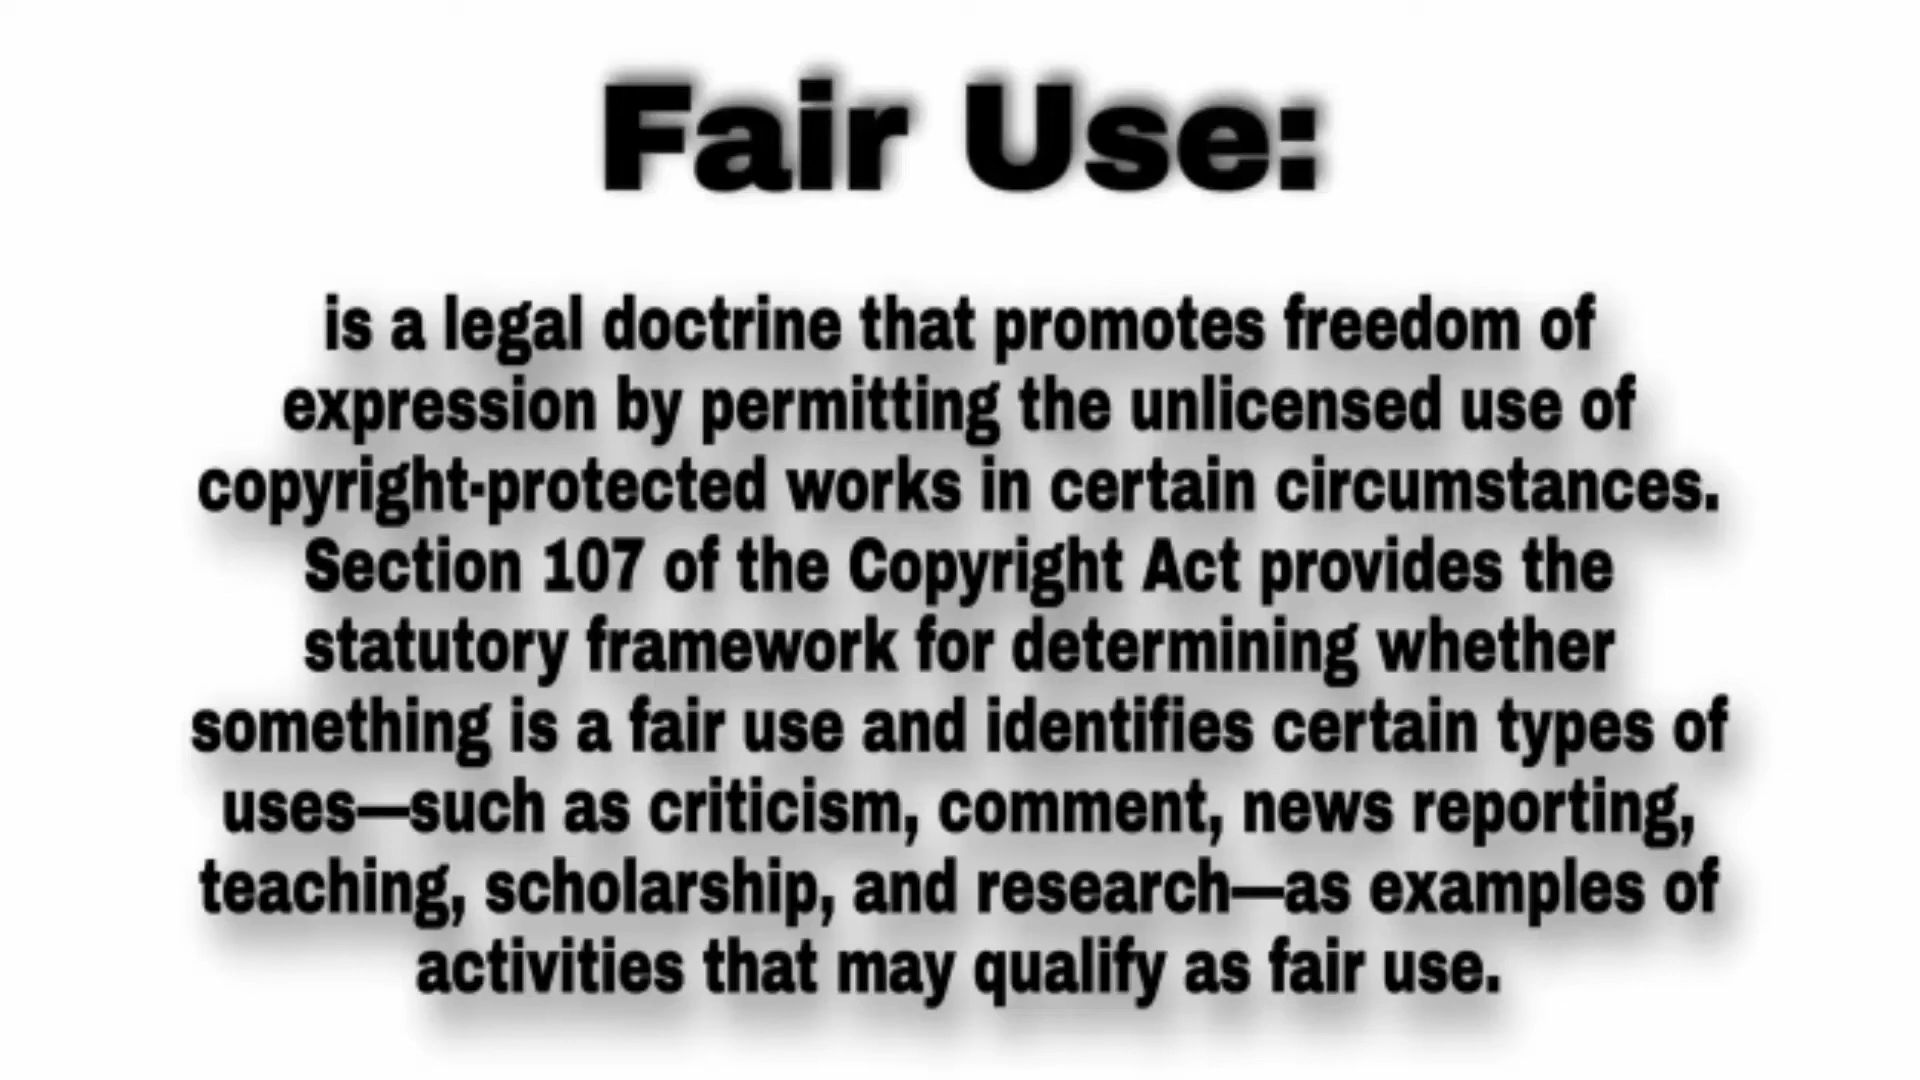 Fair Use:
is a legal doctrine that promotes freedom of
expression by permitting the unlicensed use of
copyright-protected works in certain circumstances.
Section 107 of the Copyright Act provides the
statutory framework for determining whether
something is a fair use and identifies certain types of
uses—such as criticism, comment, news reporting,
teaching, scholarship, and research—as examples of
activities that may qualify as fair use.